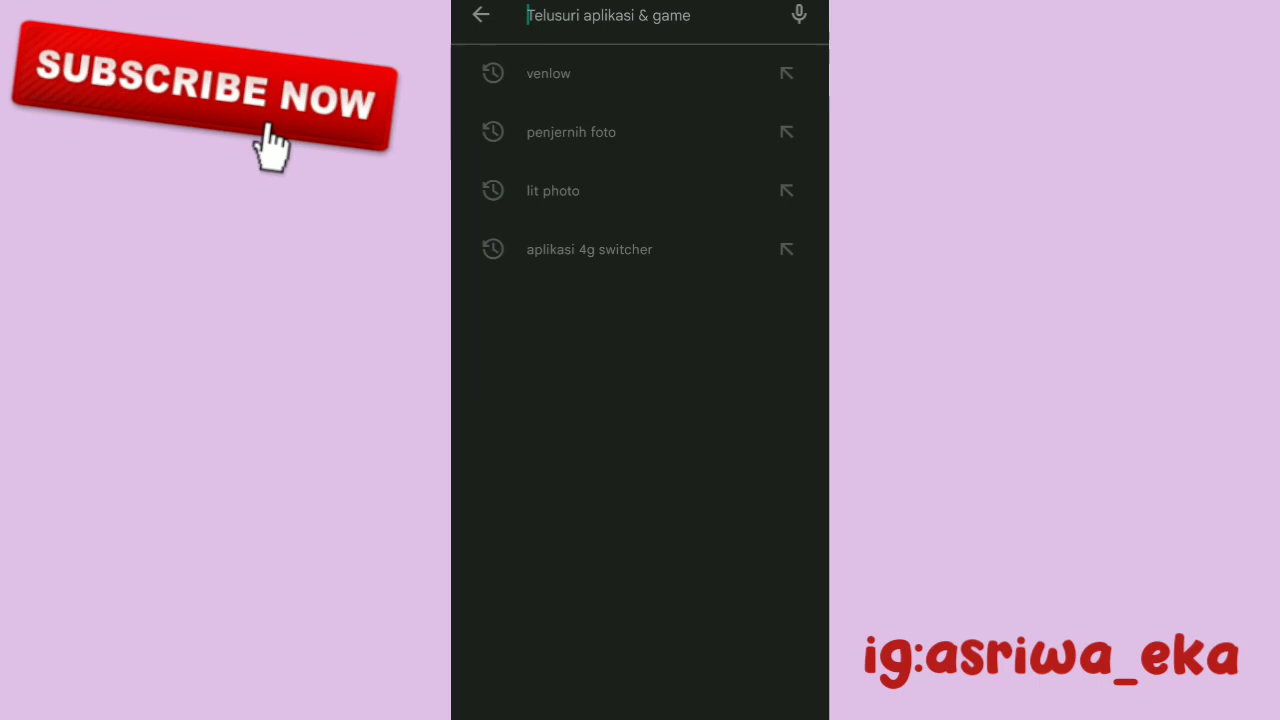 SUBSCRIBE NOW
Telusuri aplikasi & game
venlow
penjernih foto
lit photo
aplikasi 4g switcher
ig:asriwa_eka